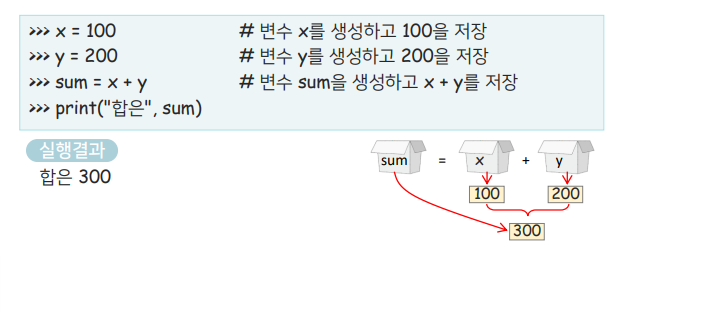 >>> x = 100 # 변수 x를 생성하고 100을 저장
>>> y = 200 # 변수 y를 생성하고 200을 저장
>>> sum = x + y # 변수 sum을 생성하고 x + y를 저장
>>> print("합은", sum)
실행결과
합은 300
sum = x + y
100 200
300